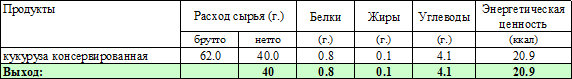 Продукты Расход сырья (г.) Белки Жиры Углеводы Энергетическая ценность
брутто нетто (г.) (г.) (г.) (ккал)
кукуруза консервированная 62.0 40.0 0.8 0.1 4.1 20.9
Выход: 40 0.8 0.1 4.1 20.9